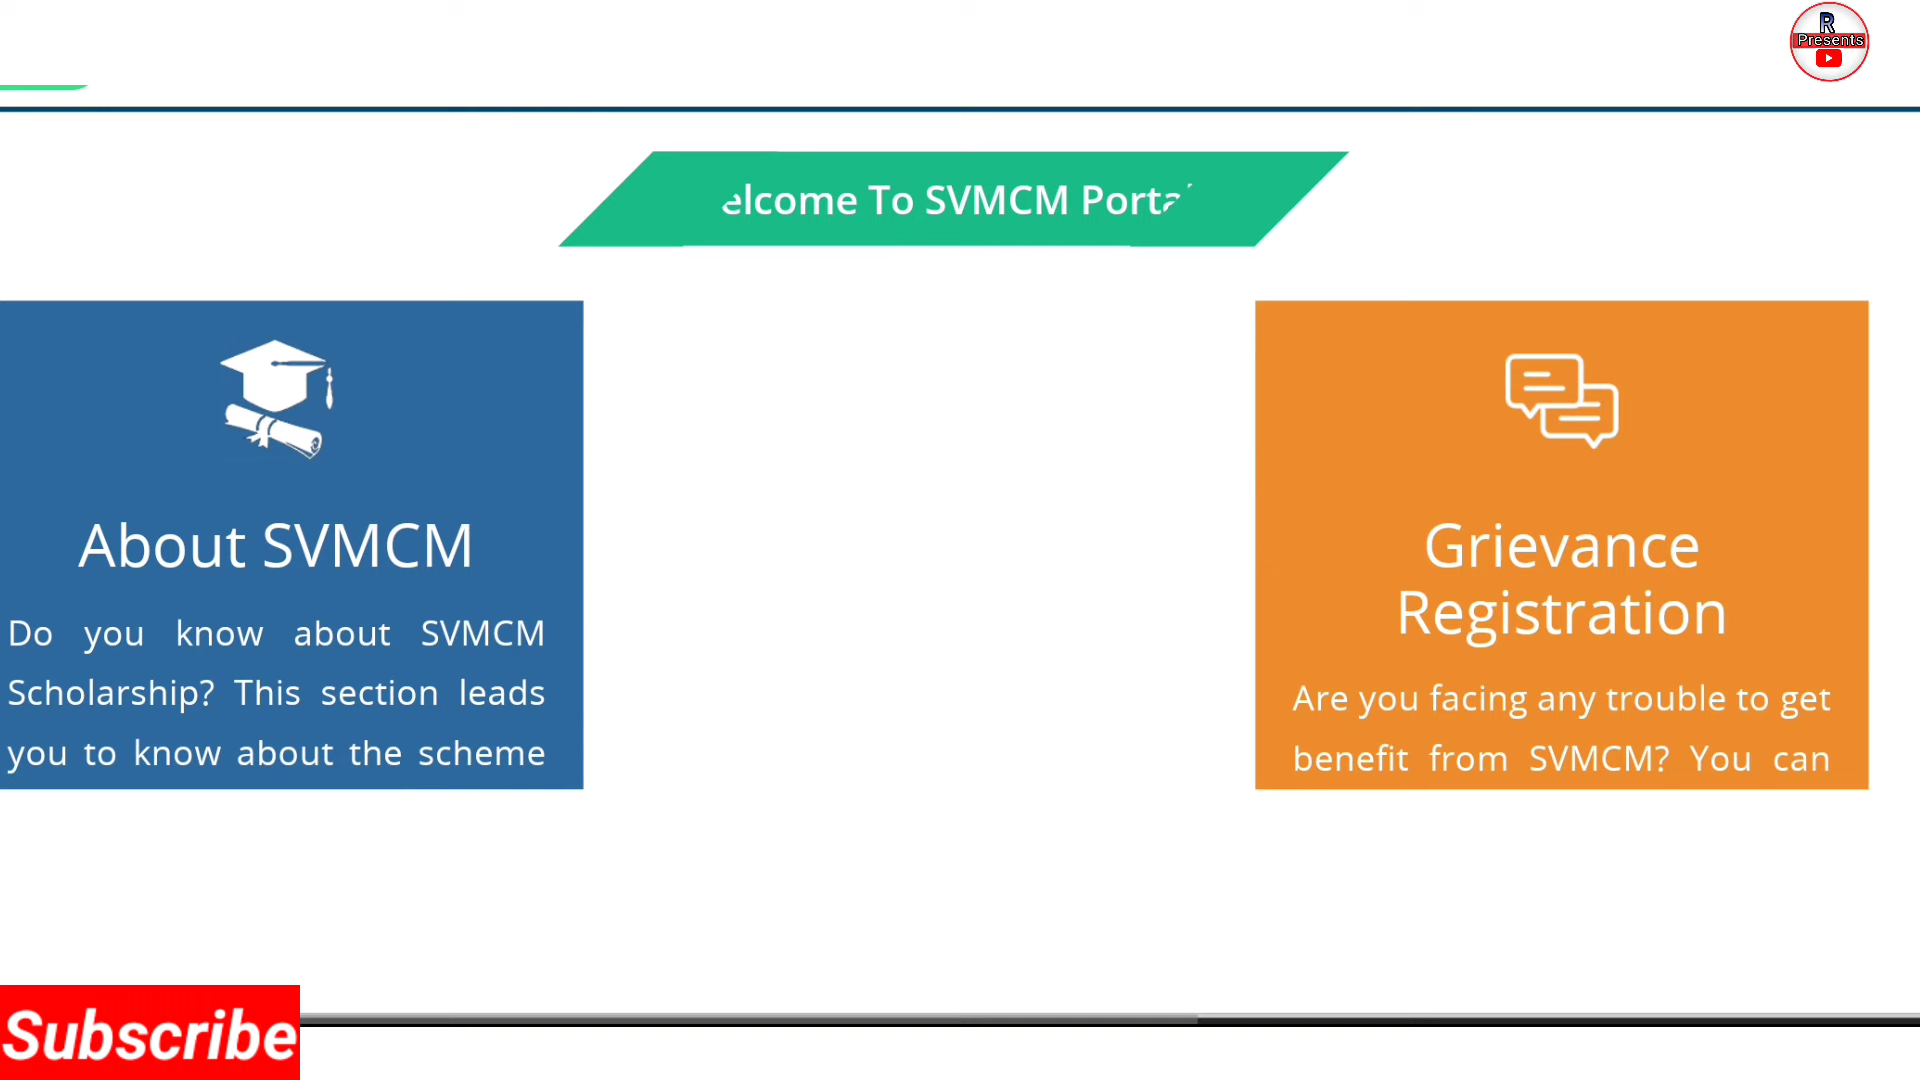 R
Presents
elcome To SVMCM Porta
About SVMCM
Do you know about SVMCM
Scholarship? This section leads
you to know about the scheme
Grievance
Registration
Are you facing any trouble to get
benefit from SVMCM? You can
Subscribe